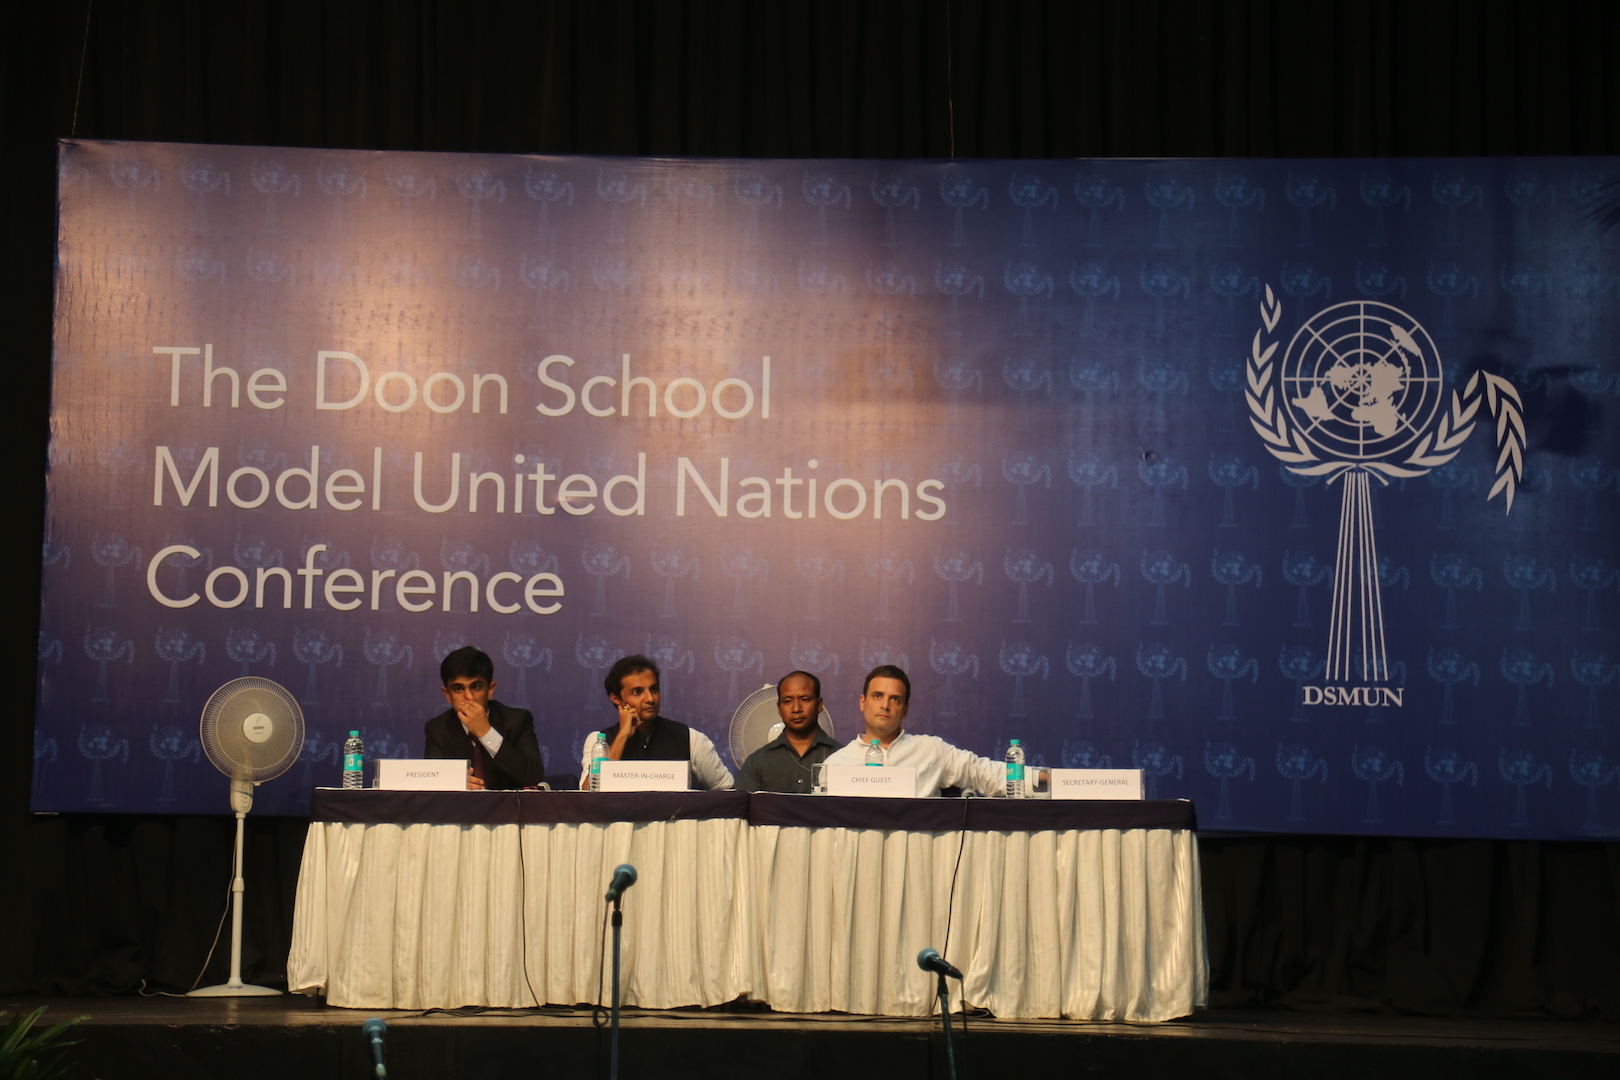 The Doon School
Model United Nations
Conference
DSMUN
PRESIDENT
MASTER-IN-CHARGE
CHIEF GUEST
SECRETARY-GENERAL